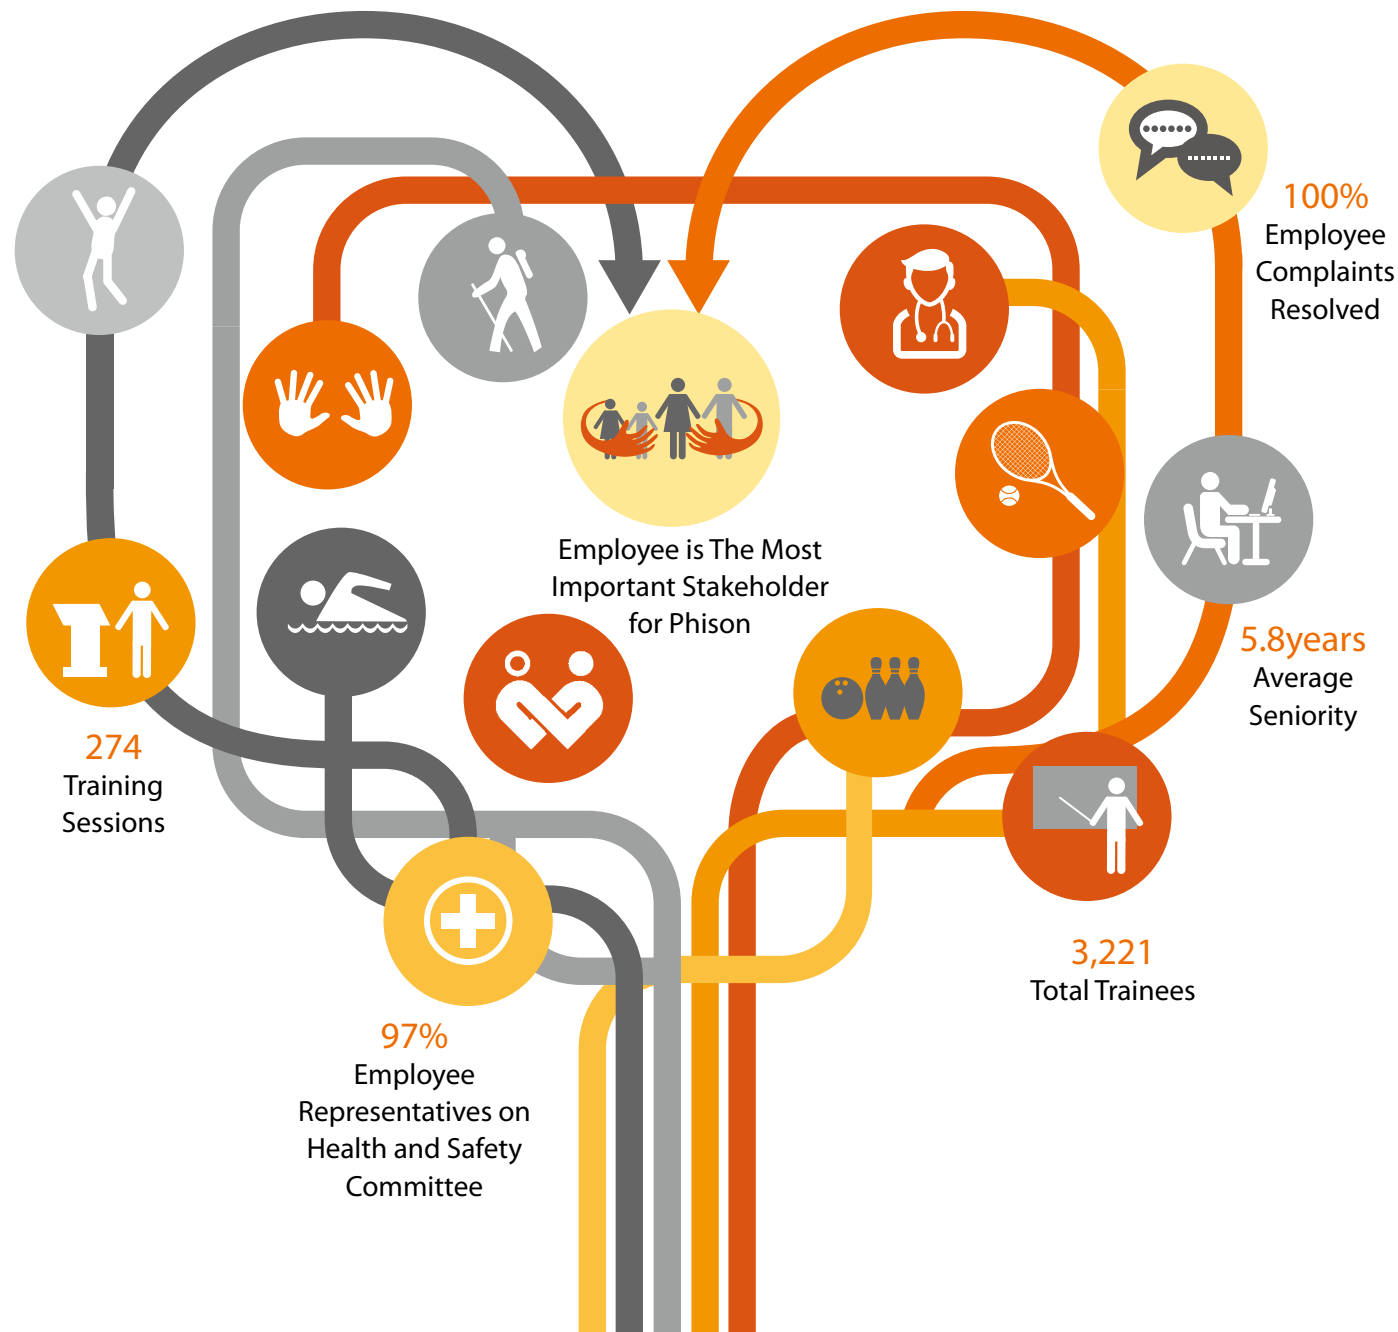 100%
Employee
Complaints
Resolved
Employee is The Most
Important Stakeholder
for Phison
5.8years
Average
Seniority
274
Training
Sessions
3,221
Total Trainees
97%
Employee
Representatives on
Health and Safety
Committee